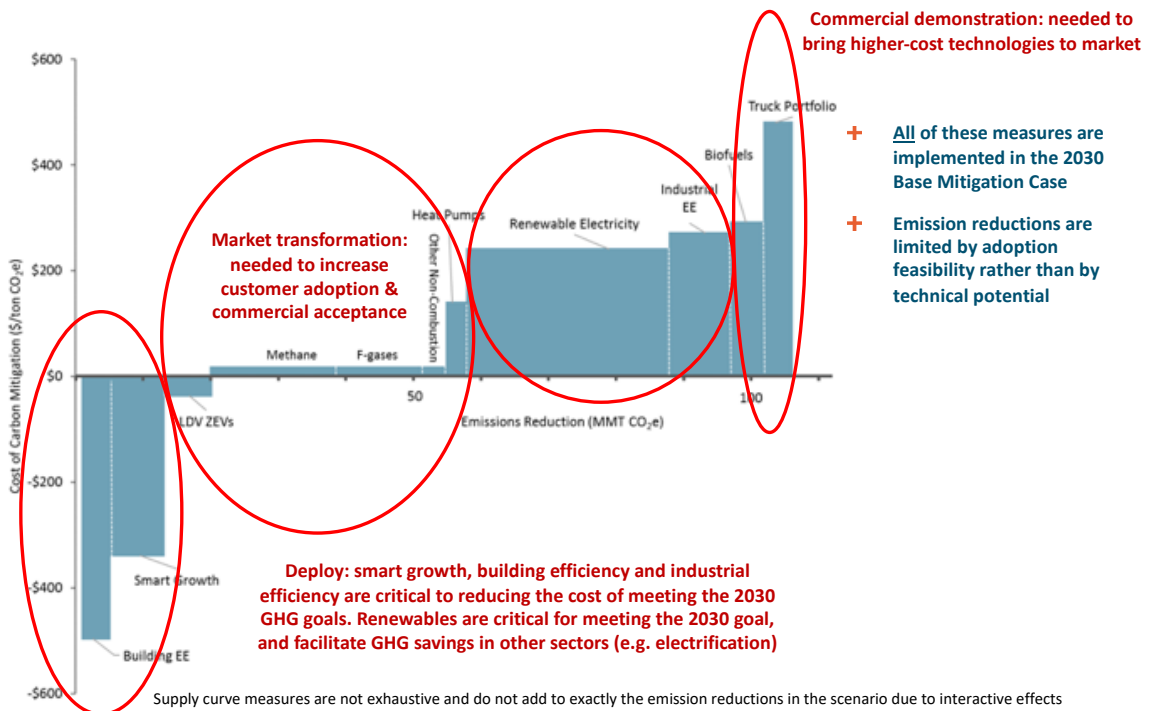 Commercial demonstration: needed to
bring higher-cost technologies to market
$600
$400
$200
$0
-$200
-$400
-$600
Cost of Carbon Mitigation ($/ton CO₂e)
Truck Portfolio
Biofuels
Industrial
EE
Renewable Electricity
Heat Pumps
Other Non-Combustion
Market transformation:
needed to increase
customer adoption &
commercial acceptance
Methane
F-gases
50
100
Emissions Reduction (MMT CO₂e)
LDV ZEVs
Smart Growth
Building EE
+ All of these measures are
implemented in the 2030
Base Mitigation Case
+ Emission reductions are
limited by adoption
feasibility rather than by
technical potential
Deploy: smart growth, building efficiency and industrial
efficiency are critical to reducing the cost of meeting the 2030
GHG goals. Renewables are critical for meeting the 2030 goal,
and facilitate GHG savings in other sectors (e.g. electrification)
Supply curve measures are not exhaustive and do not add to exactly the emission reductions in the scenario due to interactive effects